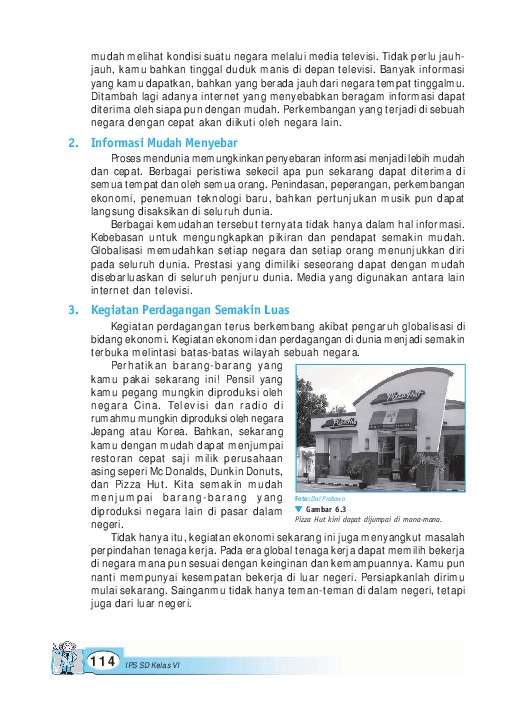 mudah melihat kondisi suatu negara melalui media televisi. Tidak perlu jauh-
jauh, kamu bahkan tinggal duduk manis di depan televisi. Banyak informasi
yang kamu dapatkan, bahkan yang berada jauh dari negara tempat tinggalmu.
Ditambah lagi adanya internet yang menyebabkan beragam informasi dapat
diterima oleh siapa pun dengan mudah. Perkembangan yang terjadi di sebuah
negara dengan cepat akan diikuti oleh negara lain.
2. Informasi Mudah Menyebar
Proses mendunia memungkinkan penyebaran informasi menjadi lebih mudah
dan cepat. Berbagai peristiwa sekecil apa pun sekarang dapat diterima di
semua tempat dan oleh semua orang. Penindasan, peperangan, perkembangan
ekonomi, penemuan teknologi baru, bahkan pertunjukan musik pun dapat
langsung disaksikan di seluruh dunia.
Berbagai kemudahan tersebut ternyata tidak hanya dalam hal informasi.
Kebebasan untuk mengungkapkan pikiran dan pendapat semakin mudah.
Globalisasi memudahkan setiap negara dan setiap orang menunjukkan diri
pada seluruh dunia. Prestasi yang dimiliki seseorang dapat dengan mudah
disebarluaskan di seluruh penjuru dunia. Media yang digunakan antara lain
internet dan televisi.
3. Kegiatan Perdagangan Semakin Luas
Kegiatan perdagangan terus berkembang akibat pengaruh globalisasi di
bidang ekonomi. Kegiatan ekonomi dan perdagangan di dunia menjadi semakin
terbuka melintasi batas-batas wilayah sebuah negara.
Perhatikan barang-barang yang
kamu pakai sekarang ini! Pensil yang
kamu pegang mungkin diproduksi oleh
negara Cina. Televisi dan radio di
rumahmu mungkin diproduksi oleh negara
Jepang atau Korea. Bahkan, sekarang
kamu dengan mudah dapat menjumpai
restoran cepat saji milik perusahaan
asing seperi Mc Donalds, Dunkin Donuts,
dan Pizza Hut. Kita semakin mudah
menjumpai barang-barang yang
diproduksi negara lain di pasar dalam
negeri.
Pizza Hut
Pizza Hut
Foto: Dwi Prabowo
Gambar 6.3
Pizza Hut kini dapat dijumpai di mana-mana.
Tidak hanya itu, kegiatan ekonomi sekarang ini juga menyangkut masalah
perpindahan tenaga kerja. Pada era global tenaga kerja dapat memilih bekerja
di negara mana pun sesuai dengan keinginan dan kemampuannya. Kamu pun
nanti mempunyai kesempatan bekerja di luar negeri. Persiapkanlah dirimu
mulai sekarang. Sainganmu tidak hanya teman-teman di dalam negeri, tetapi
juga dari luar negeri.
114 IPS SD Kelas VI